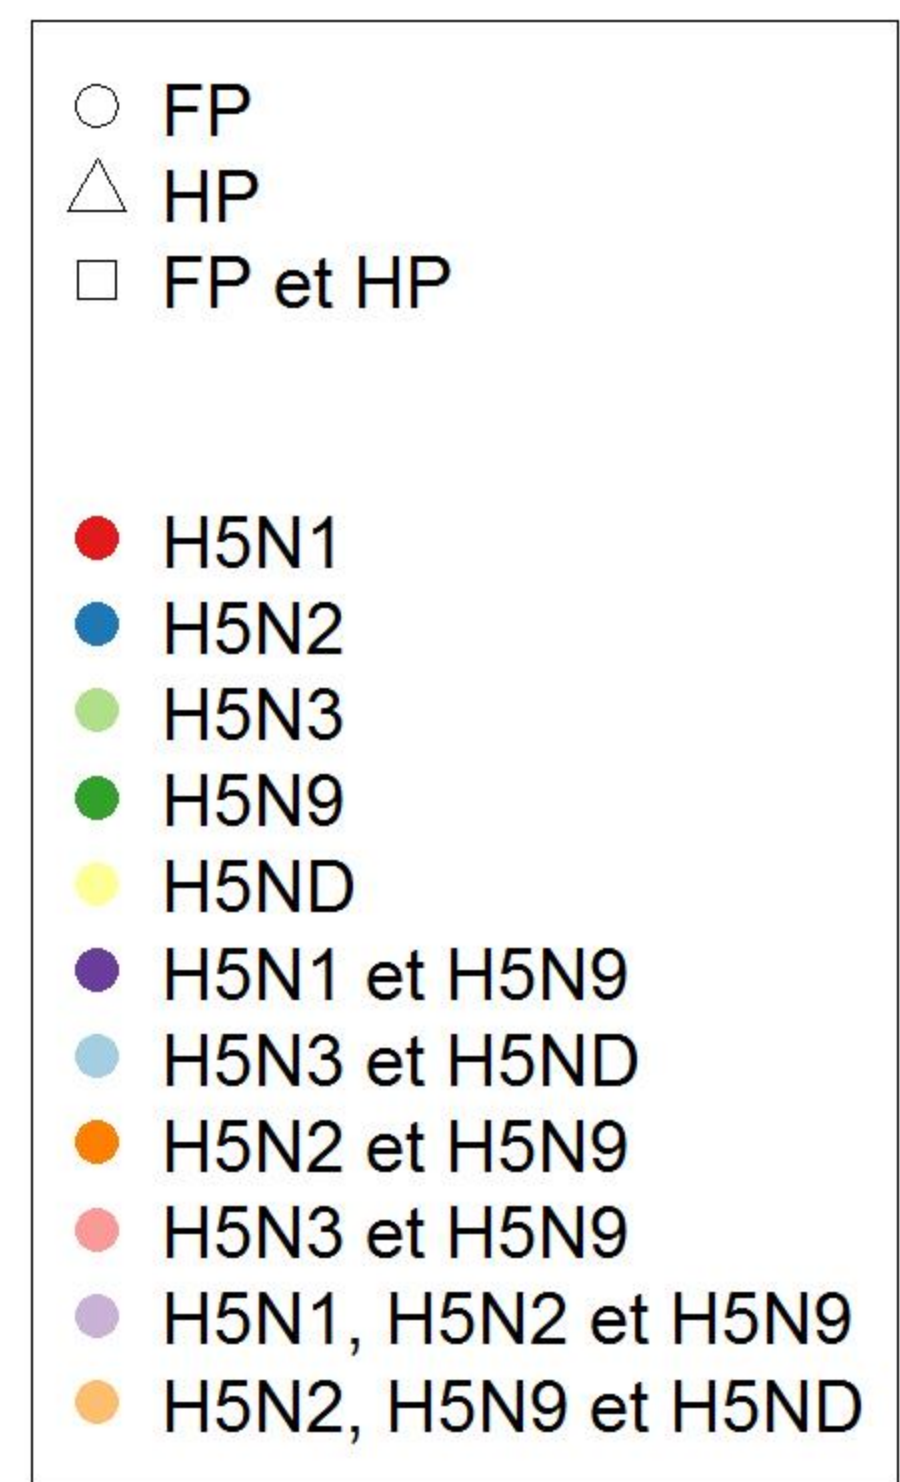 FP
HP
FP et HP
H5N1
H5N2
H5N3
H5N9
H5ND
H5N1 et H5N9
H5N3 et H5ND
H5N2 et H5N9
H5N3 et H5N9
H5N1, H5N2 et H5N9
H5N2, H5N9 et H5ND